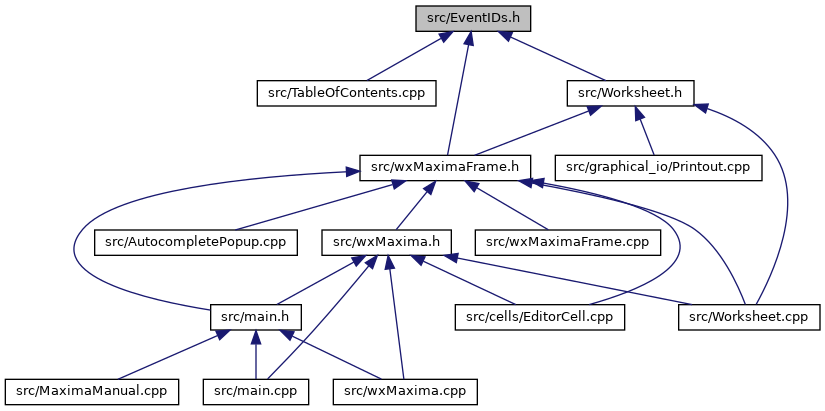 src/EventIDs.h
src/TableOfContents.cpp
src/Worksheet.h
src/wxMaximaFrame.h
src/graphical_io/Printout.cpp
src/AutocompletePopup.cpp
src/wxMaxima.h
src/wxMaximaFrame.cpp
src/main.h
src/cells/EditorCell.cpp
src/Worksheet.cpp
src/MaximaManual.cpp
src/main.cpp
src/wxMaxima.cpp